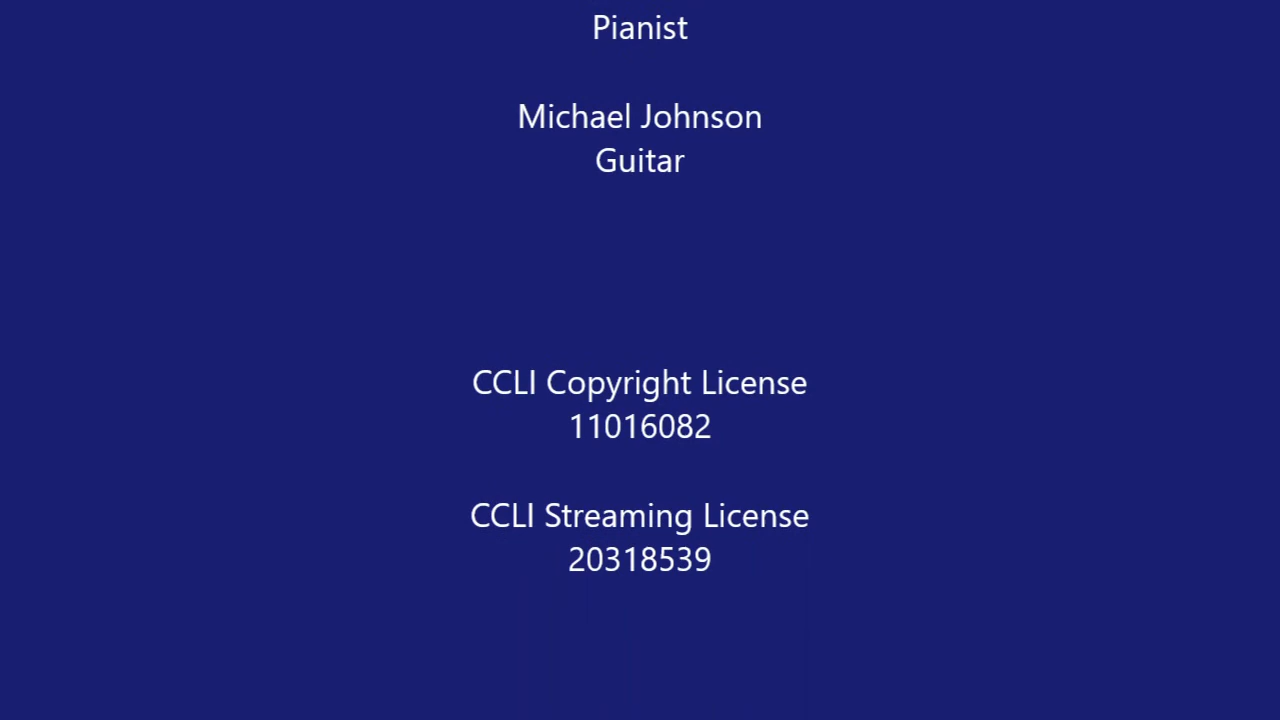 Pianist
Michael Johnson
Guitar
CCLI Copyright License
11016082
CCLI Streaming License
20318539